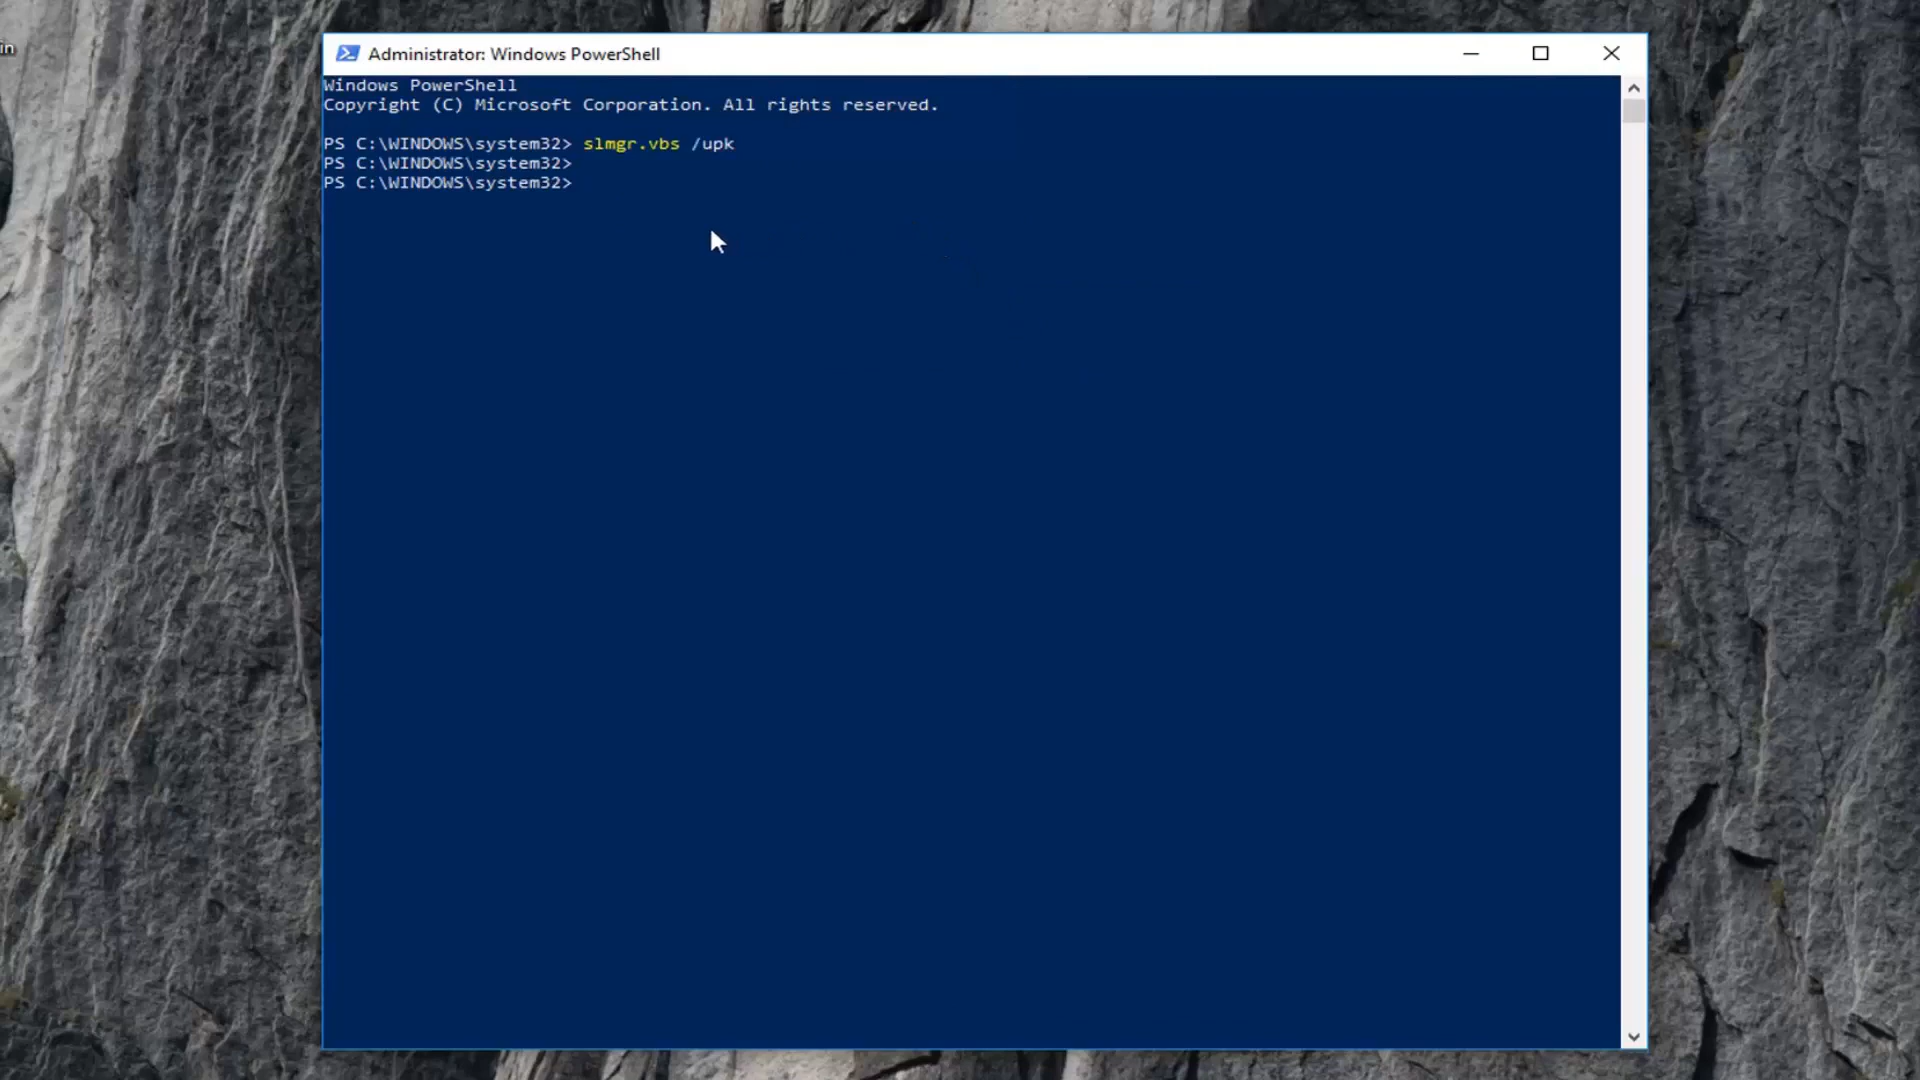 in
Administrator: Windows PowerShell
Windows PowerShell
Copyright (C) Microsoft Corporation. All rights reserved.
PS C:\WINDOWS\system32> slmgr.vbs /upk
PS C:\WINDOWS\system32>
PS C:\WINDOWS\system32>